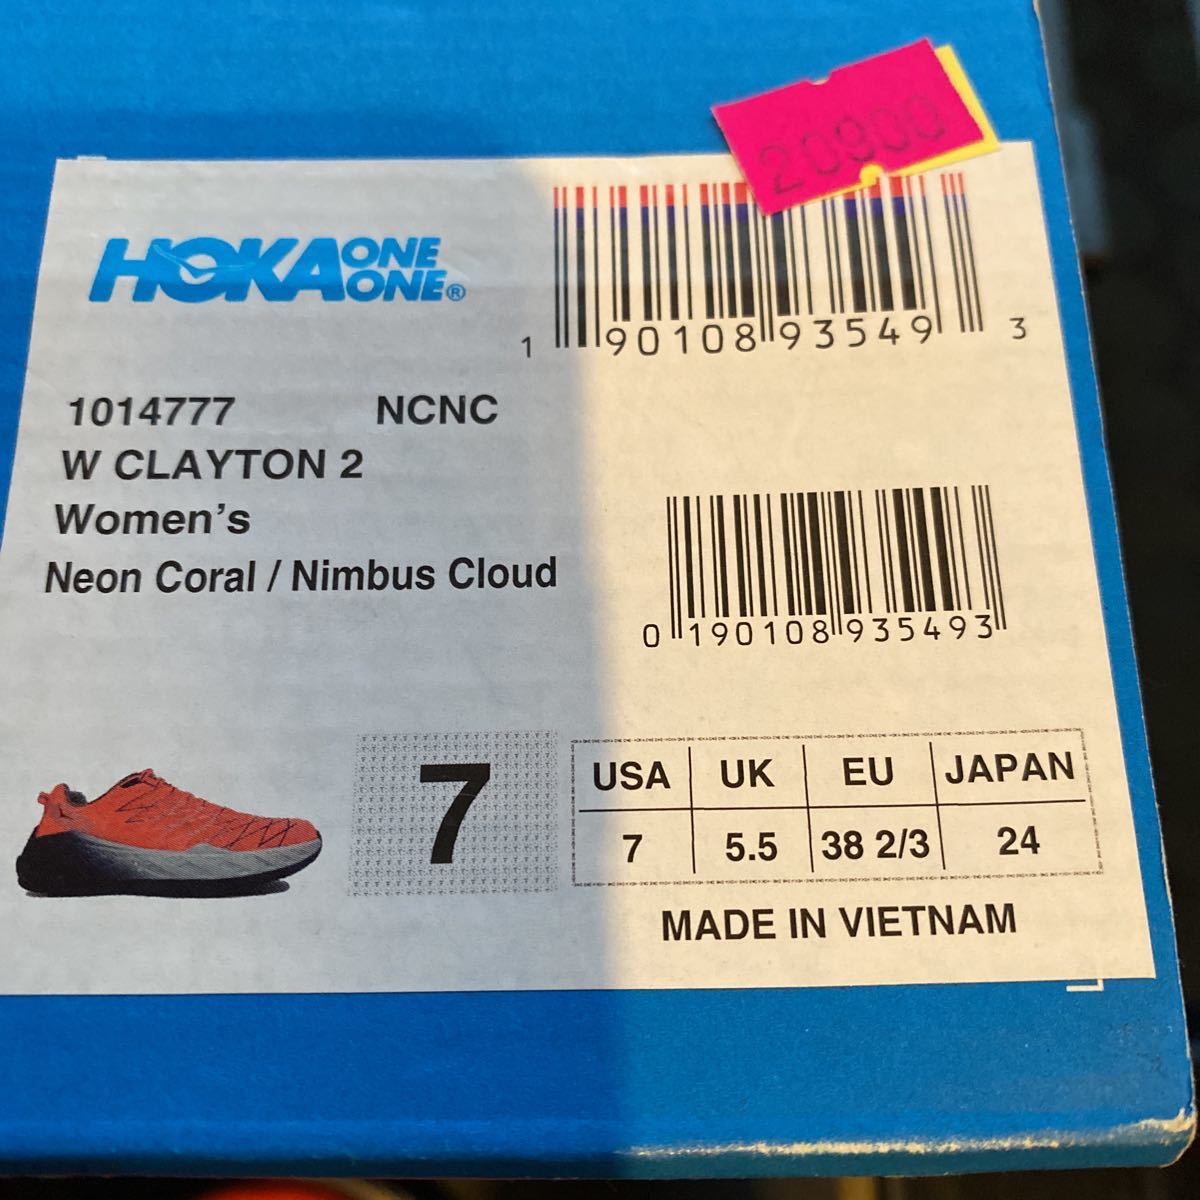 20900
HOKA ONE ONE®
1 90108 93549 3
1014777 NCNC
W CLAYTON 2
Women's
Neon Coral / Nimbus Cloud
0 190108 935493
7
USA UK EU JAPAN
7 5.5 38 2/3 24
MADE IN VIETNAM